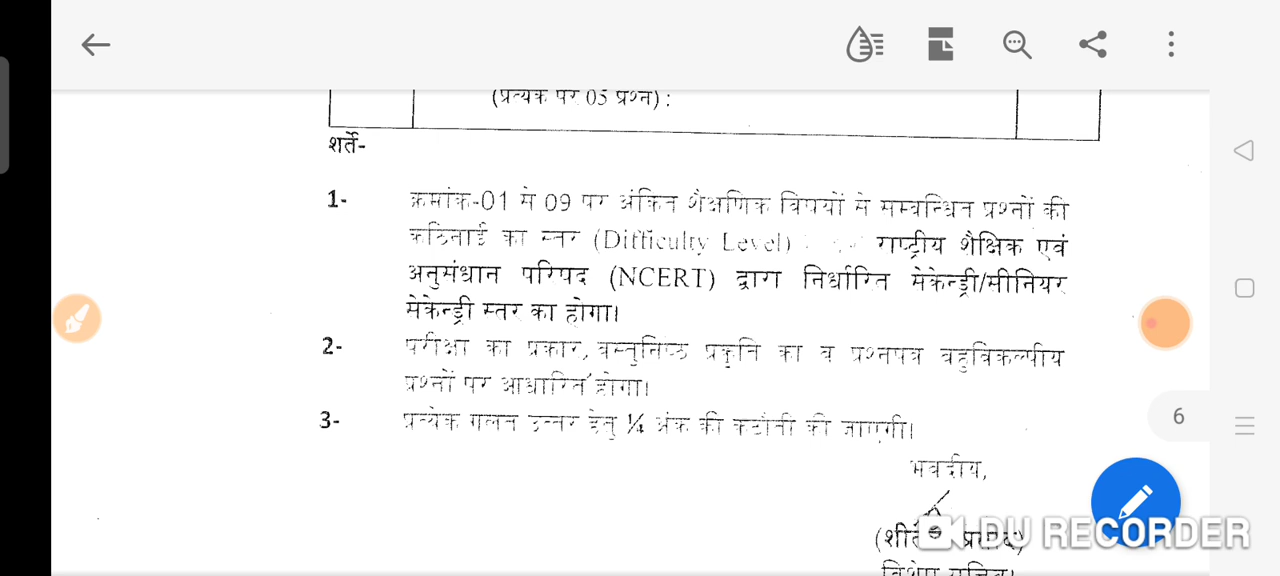 (प्रत्येक पर 05 प्रश्न) :
शर्ते-
1- क्रमांक-01 से 09 पर अंकित शैक्षणिक विषयों से सम्बन्धित प्रश्नों की
कठिनाई का स्तर (Difficulty Level) राष्ट्रीय शैक्षिक एवं
अनुसंधान परिषद (NCERT) द्वारा निर्धारित सेकेन्ड्री/सीनियर
सेकेन्ड्री स्तर का होगा।
2- परीक्षा का प्रकार, वस्तुनिष्ठ प्रकृति का व प्रश्नपत्र बहुविकल्पीय
प्रश्नों पर आधारित होगा।
3- प्रत्येक गलत उत्तर हेतु ¼ अंक की कटौती की जाएगी।
6
भवदीय,
DU RECORDER